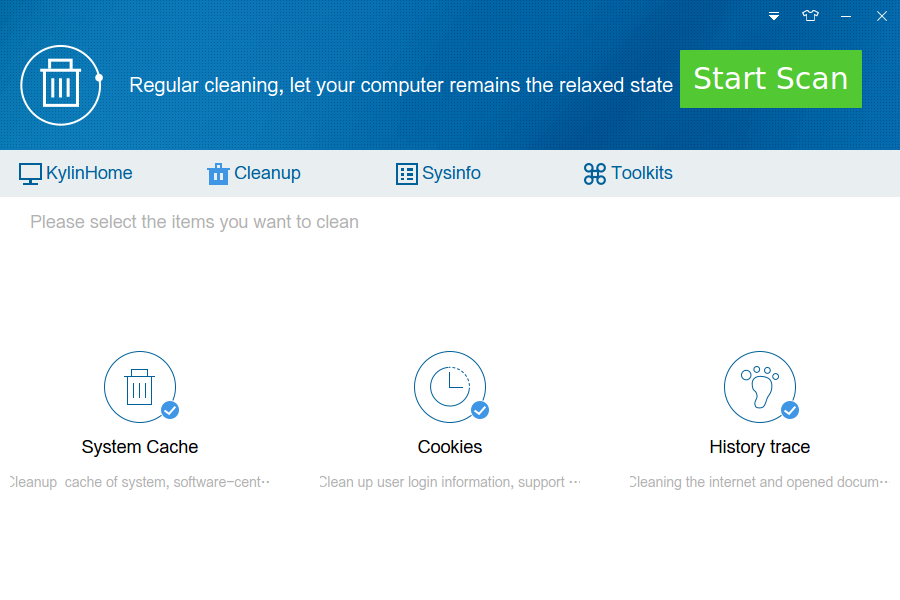 Regular cleaning, let your computer remains the relaxed state
Start Scan
KylinHome Cleanup Sysinfo Toolkits
Please select the items you want to clean
System Cache Cookies History trace
Cleanup cache of system, software-cent··· Clean up user login information, support ··· Cleaning the internet and opened docum···